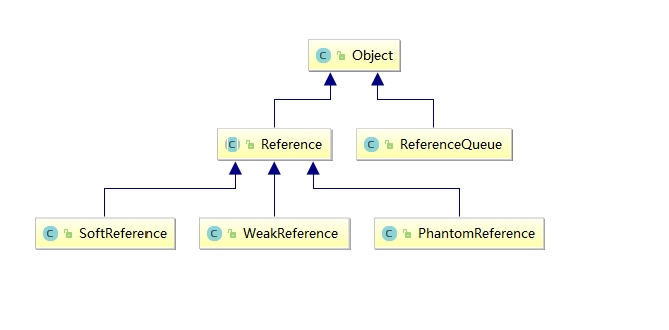 C Object
C Reference
C ReferenceQueue
C SoftReference
C WeakReference
C PhantomReference